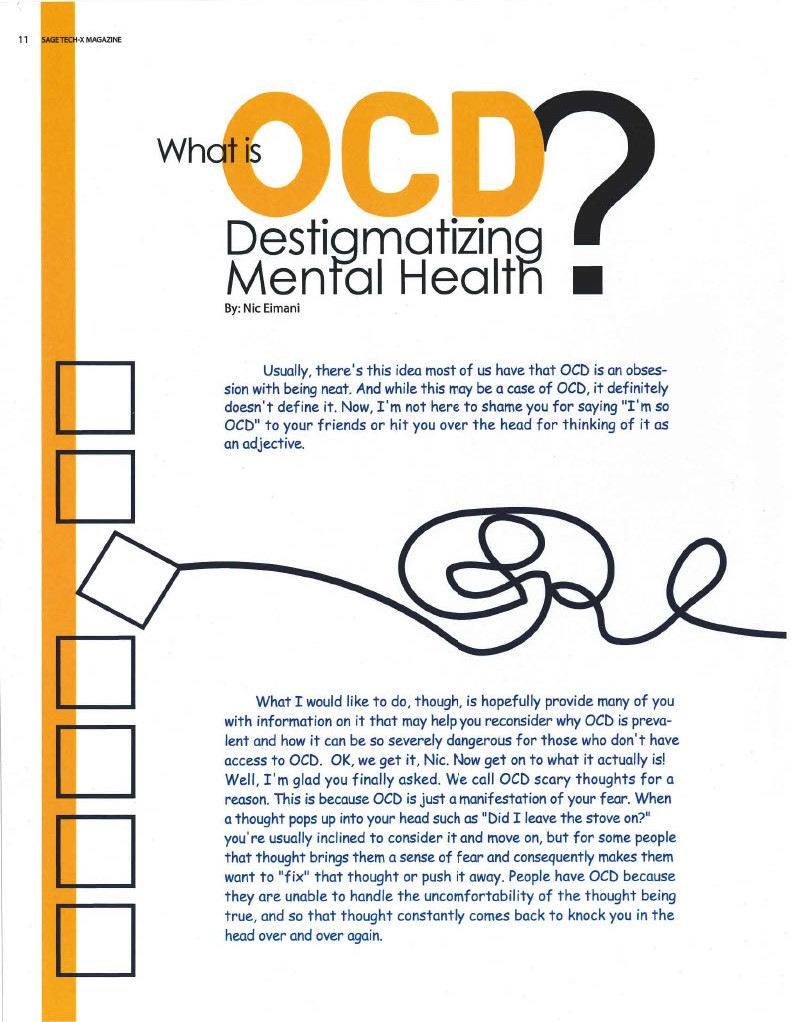 11 SAGE TECH-X MAGAZINE
What is OCD?
Destigmatizing
Mental Health
By: Nic Eimani
Usually, there's this idea most of us have that OCD is an obses-
sion with being neat. And while this may be a case of OCD, it definitely
doesn't define it. Now, I'm not here to shame you for saying "I'm so
OCD" to your friends or hit you over the head for thinking of it as
an adjective.
What I would like to do, though, is hopefully provide many of you
with information on it that may help you reconsider why OCD is preva-
lent and how it can be so severely dangerous for those who don't have
access to OCD. OK, we get it, Nic. Now get on to what it actually is!
Well, I'm glad you finally asked. We call OCD scary thoughts for a
reason. This is because OCD is just a manifestation of your fear. When
a thought pops up into your head such as "Did I leave the stove on?"
you're usually inclined to consider it and move on, but for some people
that thought brings them a sense of fear and consequently makes them
want to "fix" that thought or push it away. People have OCD because
they are unable to handle the uncomfortability of the thought being
true, and so that thought constantly comes back to knock you in the
head over and over again.